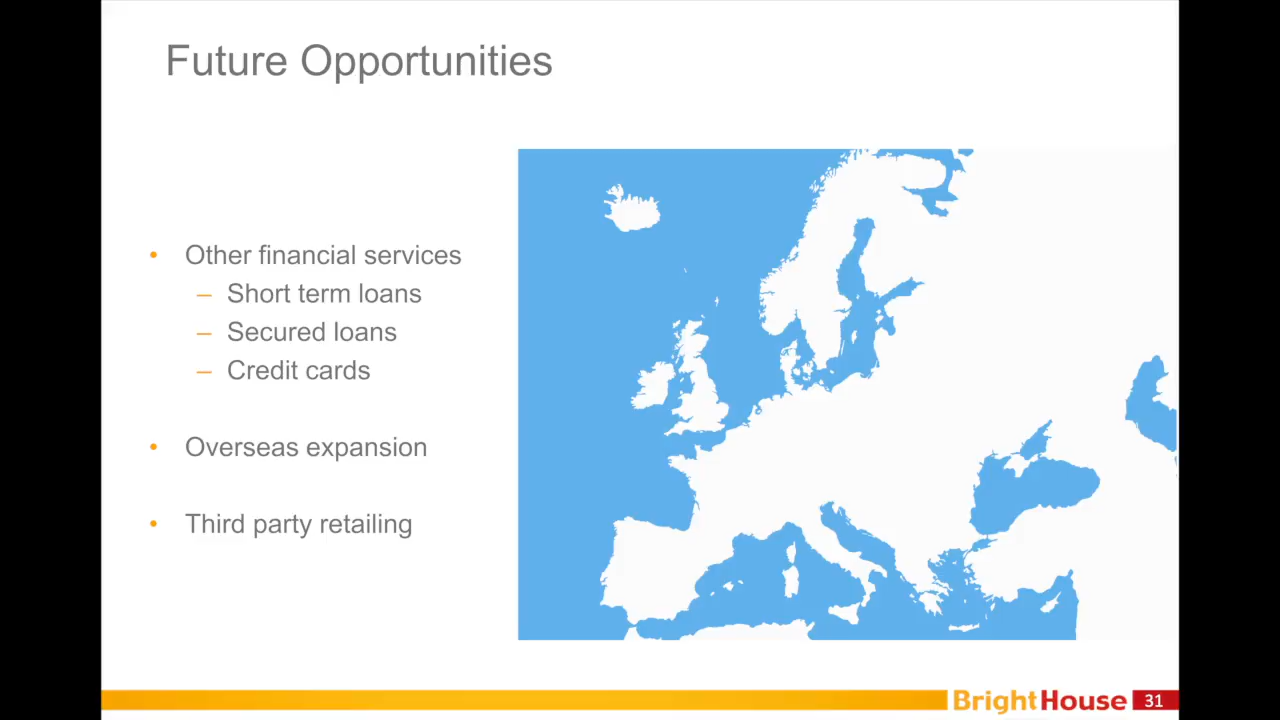 Future Opportunities
• Other financial services
– Short term loans
– Secured loans
– Credit cards
• Overseas expansion
• Third party retailing
BrightHouse 31